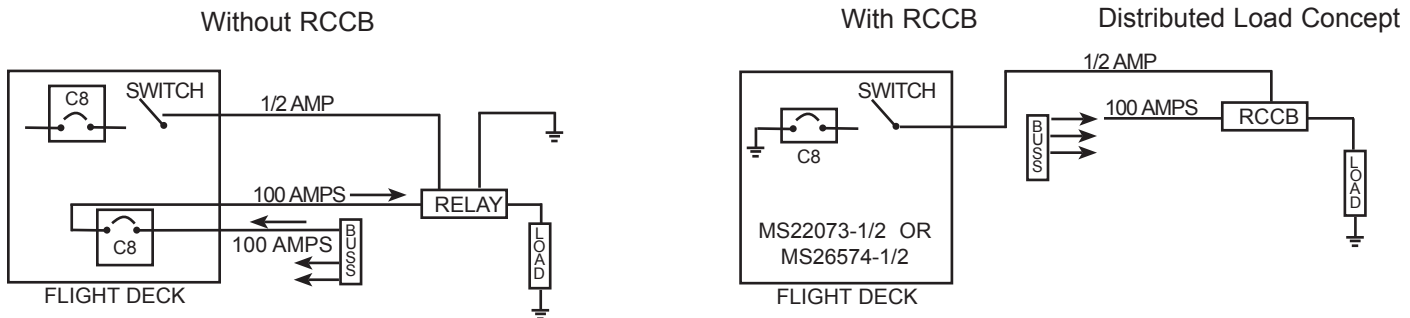 Without RCCB
C8
SWITCH
1/2 AMP
100 AMPS
RELAY
C8
100 AMPS
BUSS
LOAD
FLIGHT DECK
With RCCB
Distributed Load Concept
1/2 AMP
SWITCH
C8
BUSS
100 AMPS
RCCB
LOAD
MS22073-1/2 OR
MS26574-1/2
FLIGHT DECK